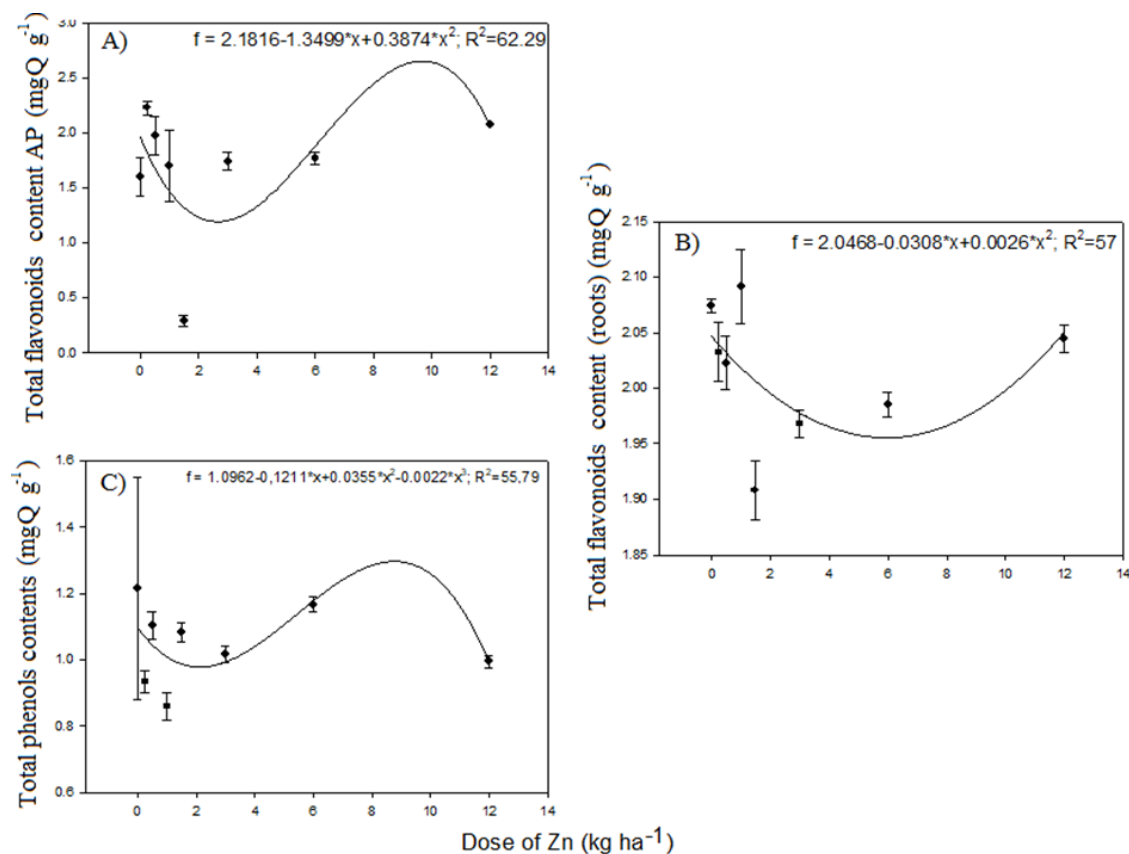 A)
f = 2.1816-1.3499*x+0.3874*x²; R²=62.29
Total flavonoids content AP (mgQ g⁻¹)
3.0
2.5
2.0
1.5
1.0
0.5
0.0
0 2 4 6 8 10 12 14
B)
f = 2.0468-0.0308*x+0.0026*x²; R²=57
Total flavonoids content (roots) (mgQ g⁻¹)
2.15
2.10
2.05
2.00
1.95
1.90
1.85
0 2 4 6 8 10 12 14
C)
f = 1.0962-0,1211*x+0.0355*x²-0.0022*x³; R²=55,79
Total phenols contents (mgQ g⁻¹)
1.6
1.4
1.2
1.0
0.8
0.6
0 2 4 6 8 10 12 14
Dose of Zn (kg ha⁻¹)